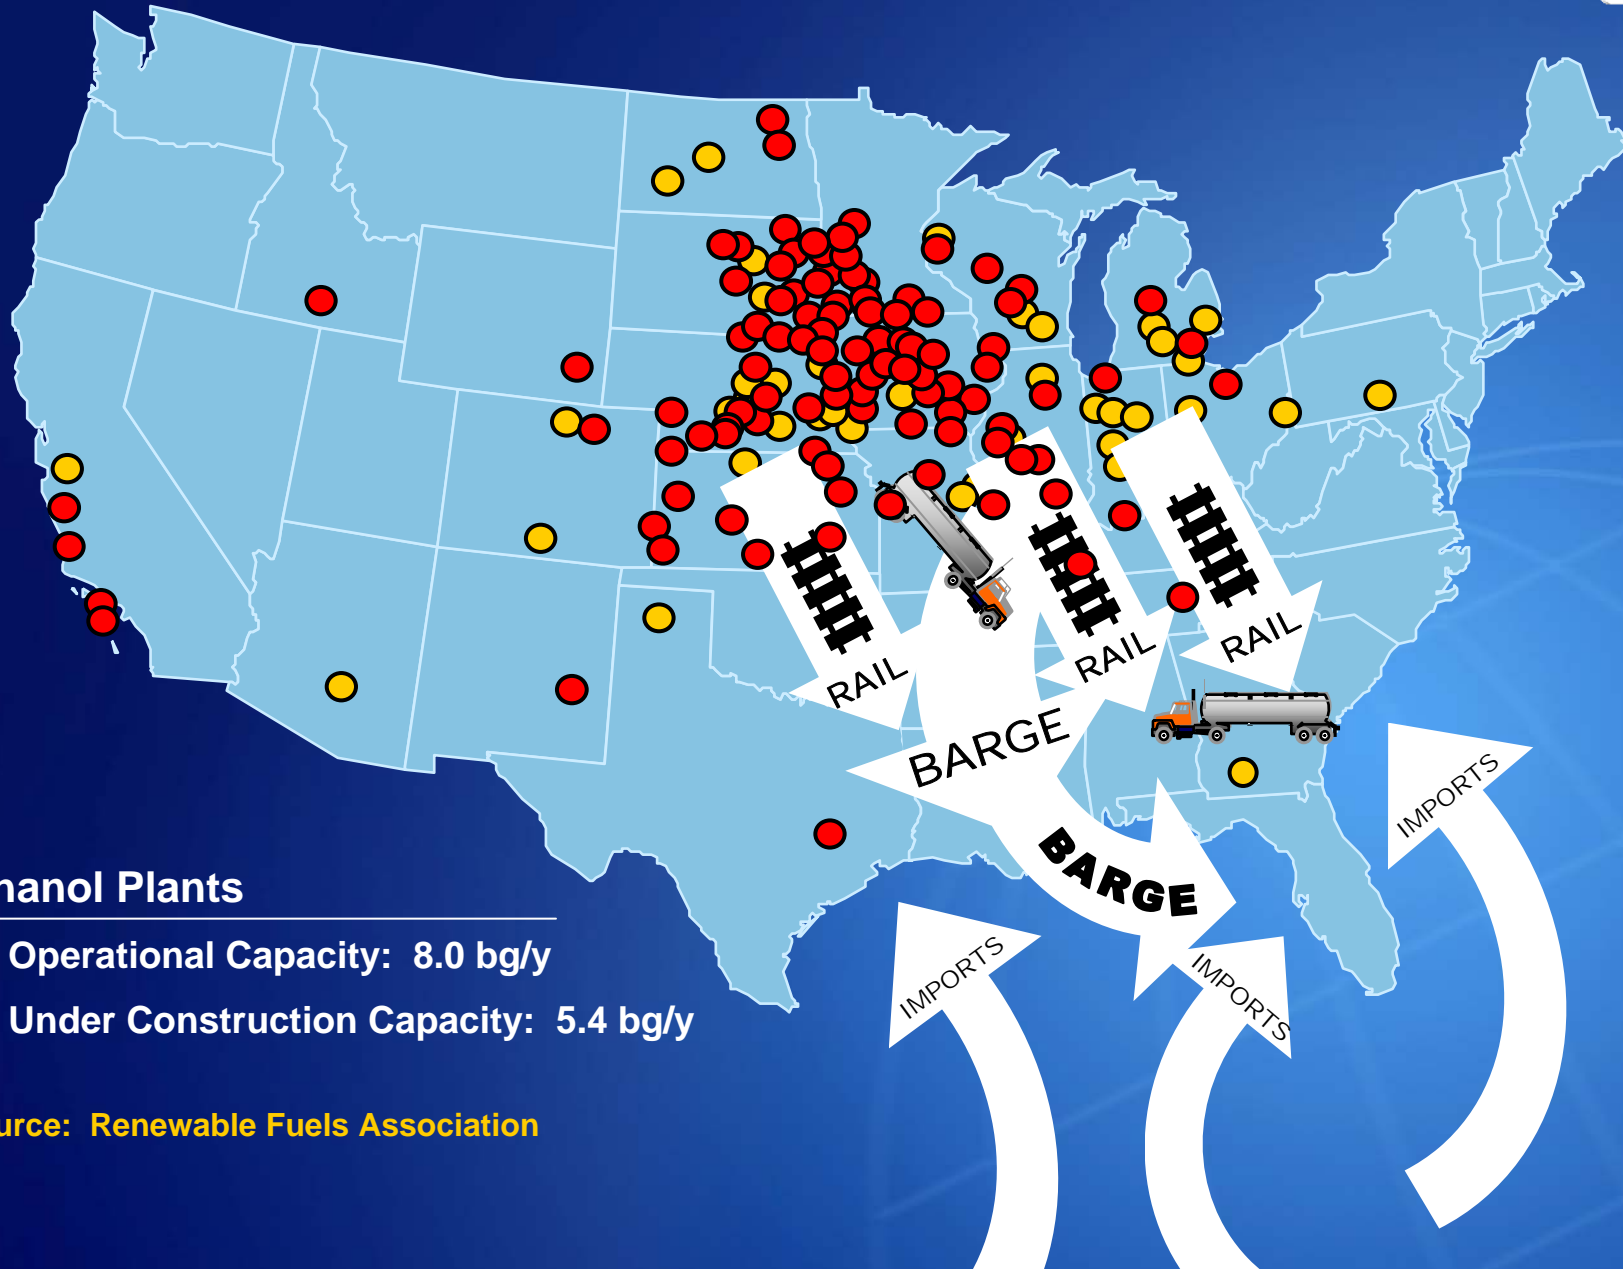 RAIL
RAIL
RAIL
BARGE
BARGE
IMPORTS
IMPORTS
IMPORTS
hanol Plants
Operational Capacity: 8.0 bg/y
Under Construction Capacity: 5.4 bg/y
urce: Renewable Fuels Association